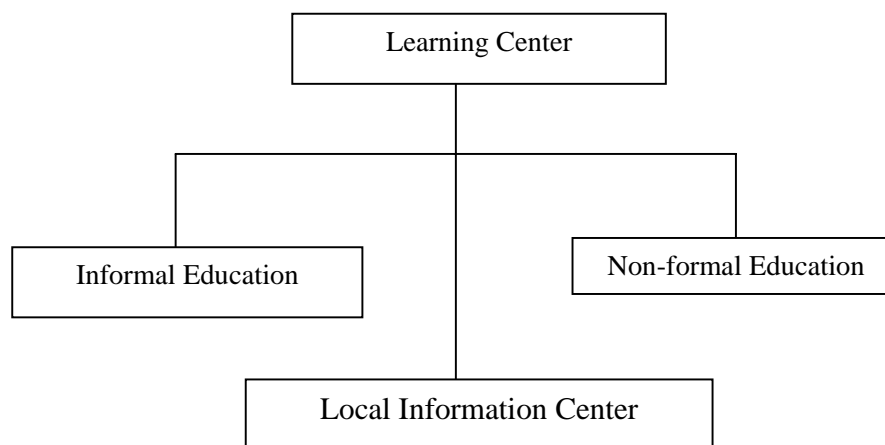 Learning Center
Informal Education
Non-formal Education
Local Information Center